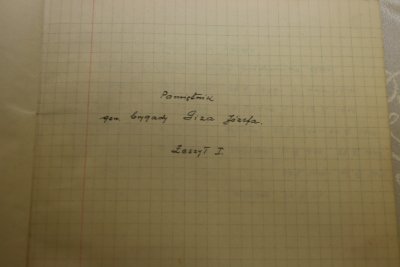 Pamiętnik
gen. brygady Giza Józefa.
Zeszyt I.